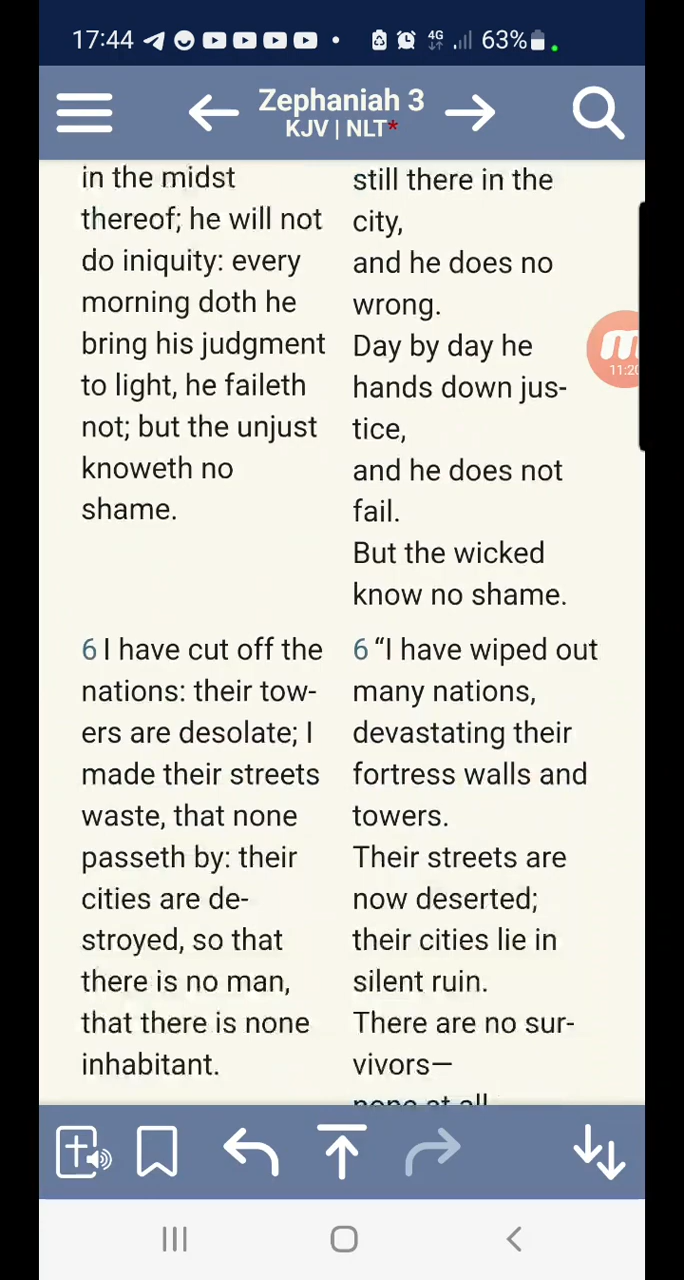 17:44 4G 63%
Zephaniah 3
KJV | NLT*
in the midst
thereof; he will not
do iniquity: every
morning doth he
bring his judgment
to light, he faileth
not; but the unjust
knoweth no
shame.
6 I have cut off the
nations: their tow-
ers are desolate; I
made their streets
waste, that none
passeth by: their
cities are de-
stroyed, so that
there is no man,
that there is none
inhabitant.
still there in the
city,
and he does no
wrong.
Day by day he
hands down jus-
tice,
and he does not
fail.
But the wicked
know no shame.
6 “I have wiped out
many nations,
devastating their
fortress walls and
towers.
Their streets are
now deserted;
their cities lie in
silent ruin.
There are no sur-
vivors—
none at all
11:20